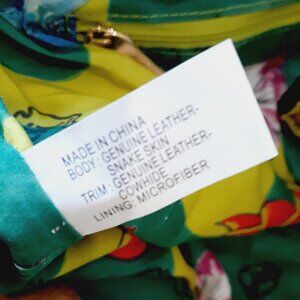 MADE IN CHINA
BODY: GENUINE LEATHER-
SNAKE SKIN
TRIM: GENUINE LEATHER-
COWHIDE
LINING: MICROFIBER